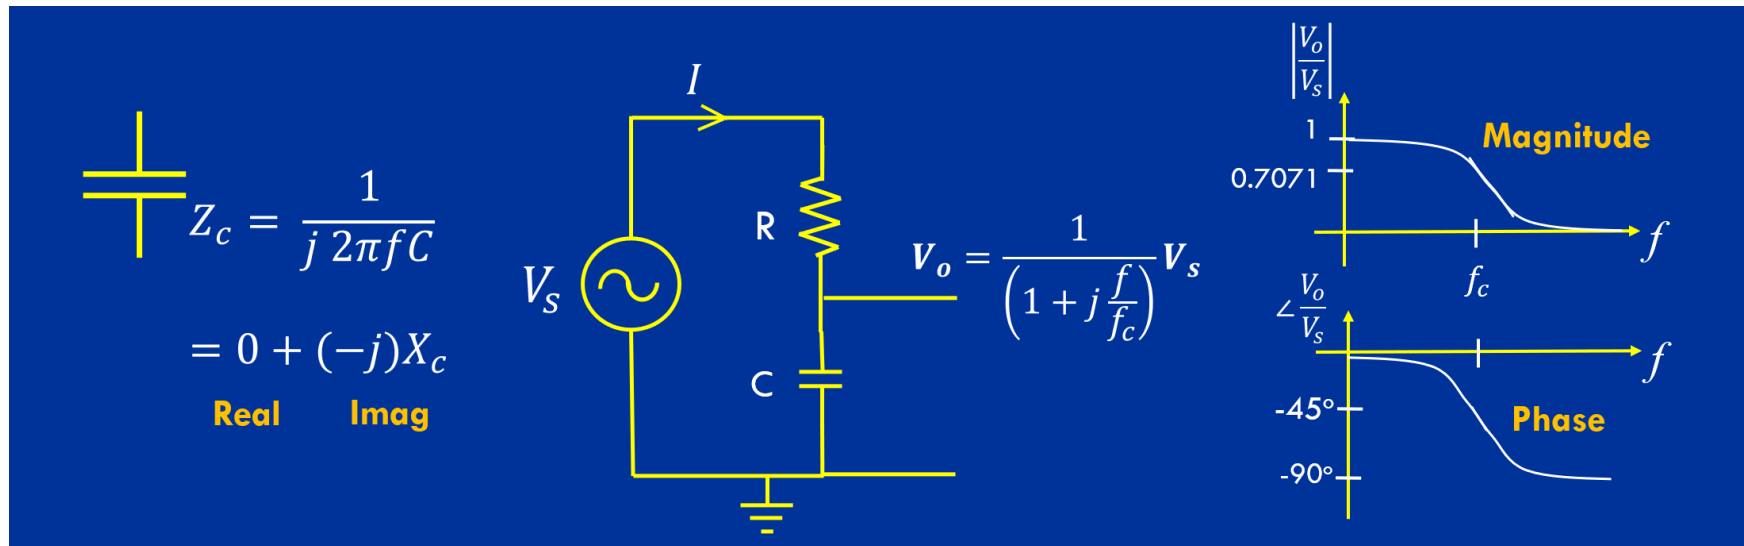 Z_c = 1 / (j 2πfC)
= 0 + (−j)X_c
Real Imag
I
V_S
R
C
V_o = 1 / (1 + j f/f_c) V_s
|V_o/V_s|
1
0.7071
Magnitude
f
f_c
∠ V_o/V_s
f
-45°
-90°
Phase